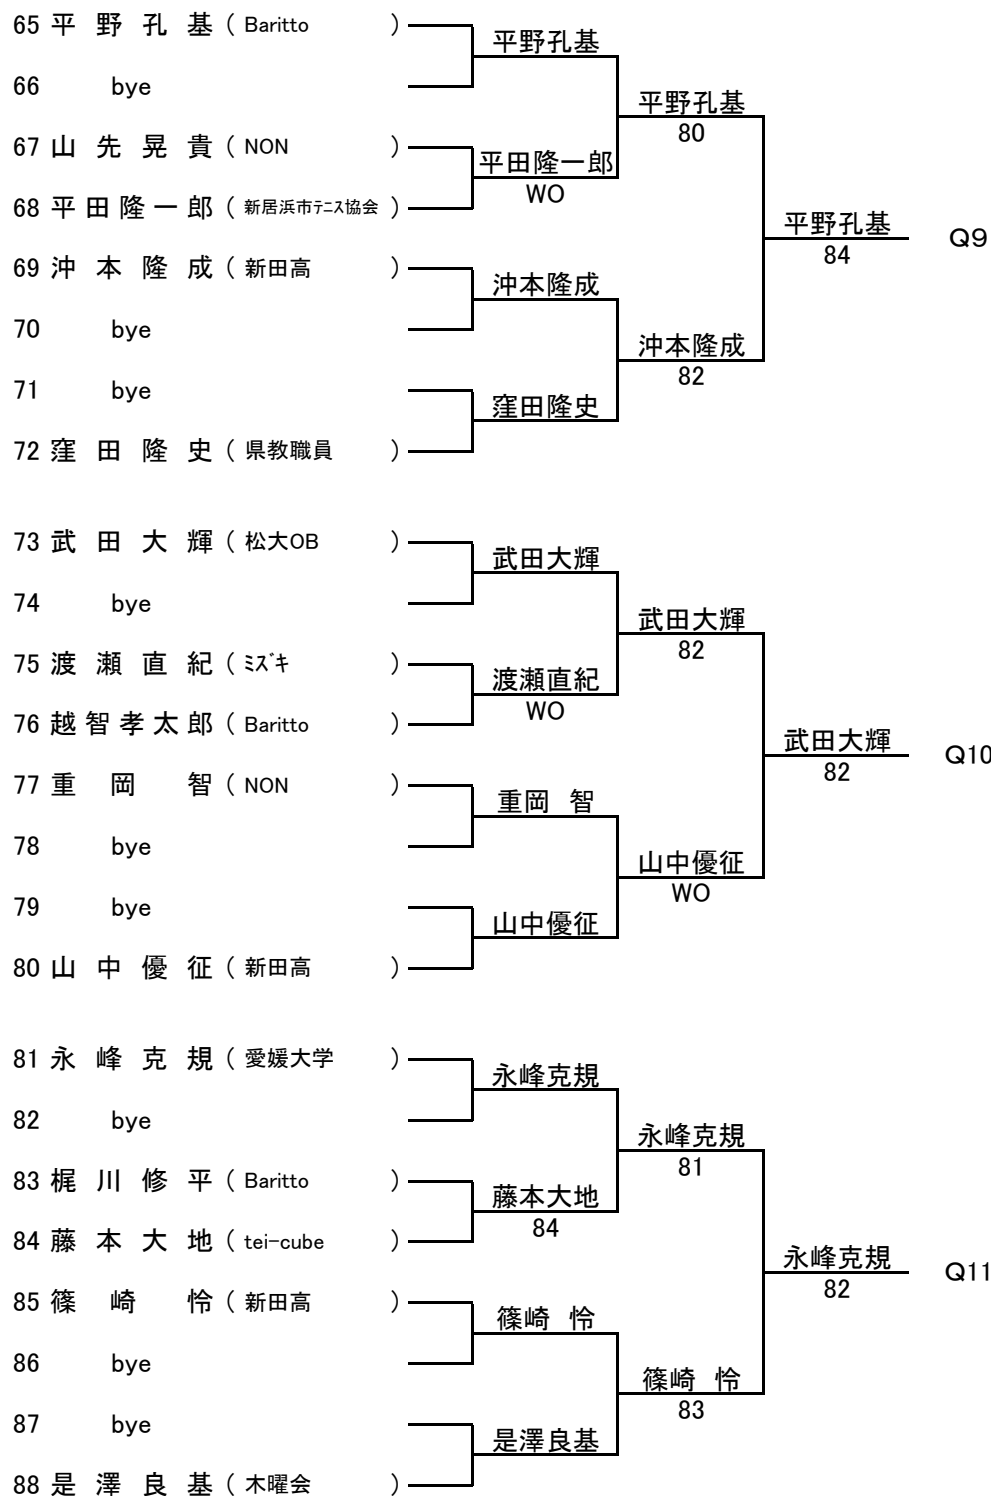 65 平 野 孔 基 ( Baritto )
平野孔基
66 bye
平野孔基
80
67 山 先 晃 貴 ( NON )
平田隆一郎
WO
68 平 田 隆 一 郎 ( 新居浜市ﾃﾆｽ協会 )
平野孔基
84
Q9
69 沖 本 隆 成 ( 新田高 )
沖本隆成
70 bye
沖本隆成
82
71 bye
窪田隆史
72 窪 田 隆 史 ( 県教職員 )
73 武 田 大 輝 ( 松大OB )
武田大輝
74 bye
武田大輝
82
75 渡 瀬 直 紀 ( ﾐｽﾞｷ )
渡瀬直紀
WO
76 越 智 孝 太 郎 ( Baritto )
武田大輝
82
Q10
77 重 岡 智 ( NON )
重岡 智
78 bye
山中優征
WO
79 bye
山中優征
80 山 中 優 征 ( 新田高 )
81 永 峰 克 規 ( 愛媛大学 )
永峰克規
82 bye
永峰克規
81
83 梶 川 修 平 ( Baritto )
藤本大地
84
84 藤 本 大 地 ( tei-cube )
永峰克規
82
Q11
85 篠 崎 怜 ( 新田高 )
篠崎 怜
86 bye
篠崎 怜
83
87 bye
是澤良基
88 是 澤 良 基 ( 木曜会 )